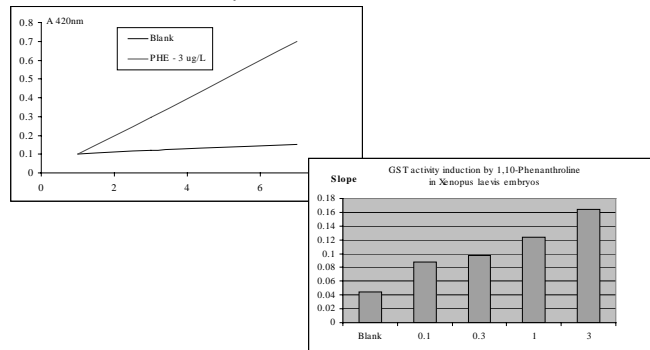 A 420nm
0.8
0.7
0.6
0.5
0.4
0.3
0.2
0.1
0
0 2 4 6
Blank
PHE - 3 ug/L
Slope
GST activity induction by 1,10-Phenanthroline
in Xenopus laevis embryos
0.18
0.16
0.14
0.12
0.1
0.08
0.06
0.04
0.02
0
Blank 0.1 0.3 1 3